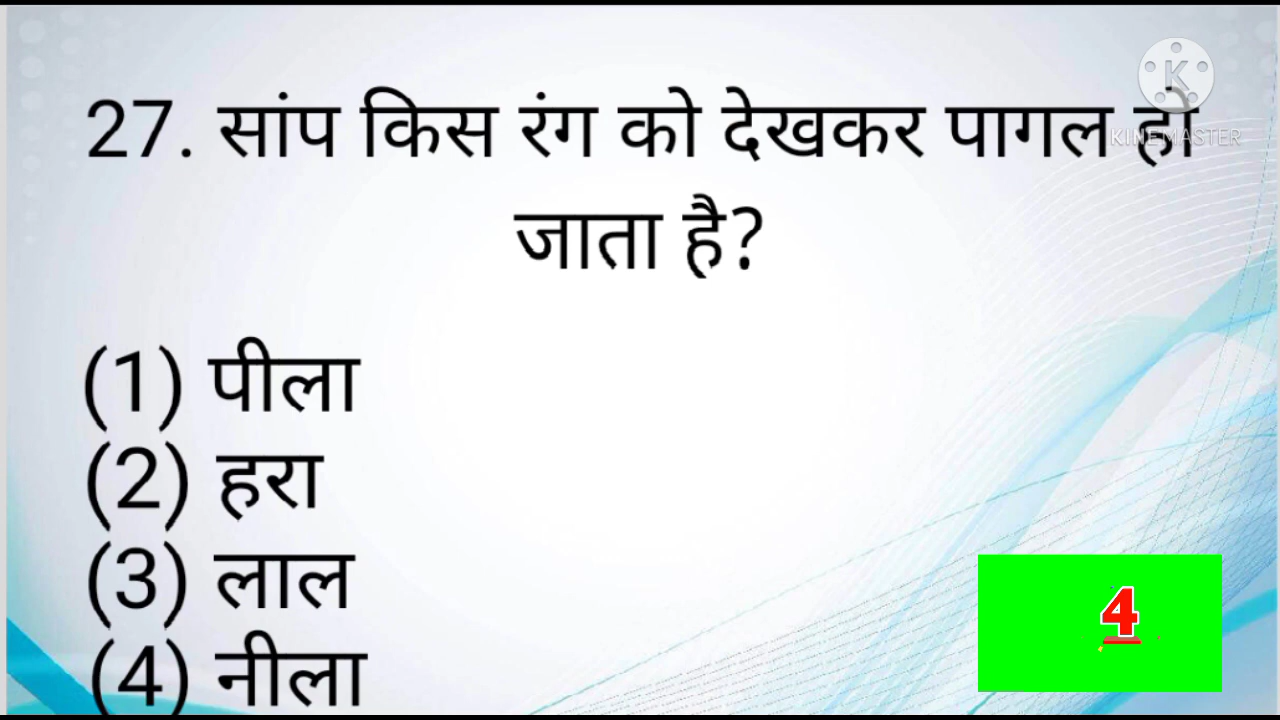 27. सांप किस रंग को देखकर पागल हो
जाता है?
K
KINEMASTER
(1) पीला
(2) हरा
(3) लाल
(4) नीला
4